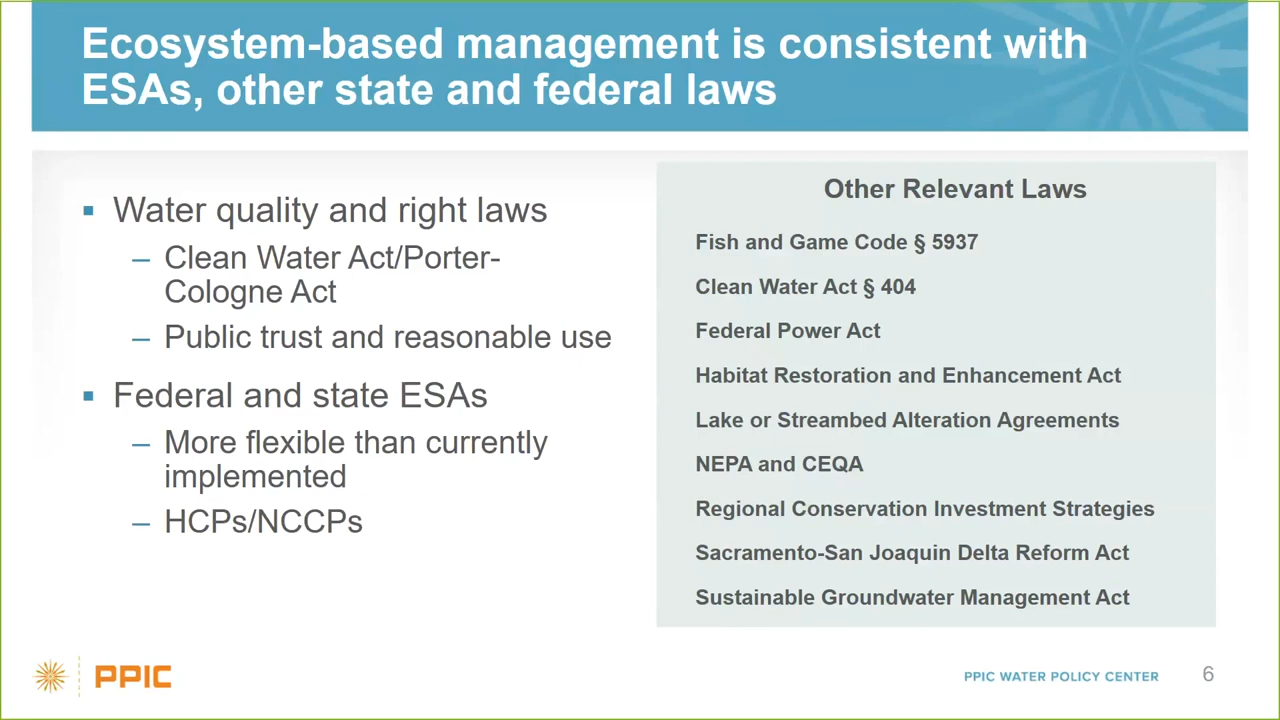 Ecosystem-based management is consistent with
ESAs, other state and federal laws
▪ Water quality and right laws
– Clean Water Act/Porter-
Cologne Act
– Public trust and reasonable use
▪ Federal and state ESAs
– More flexible than currently
implemented
– HCPs/NCCPs
Other Relevant Laws
Fish and Game Code § 5937
Clean Water Act § 404
Federal Power Act
Habitat Restoration and Enhancement Act
Lake or Streambed Alteration Agreements
NEPA and CEQA
Regional Conservation Investment Strategies
Sacramento-San Joaquin Delta Reform Act
Sustainable Groundwater Management Act
PPIC
PPIC WATER POLICY CENTER
6